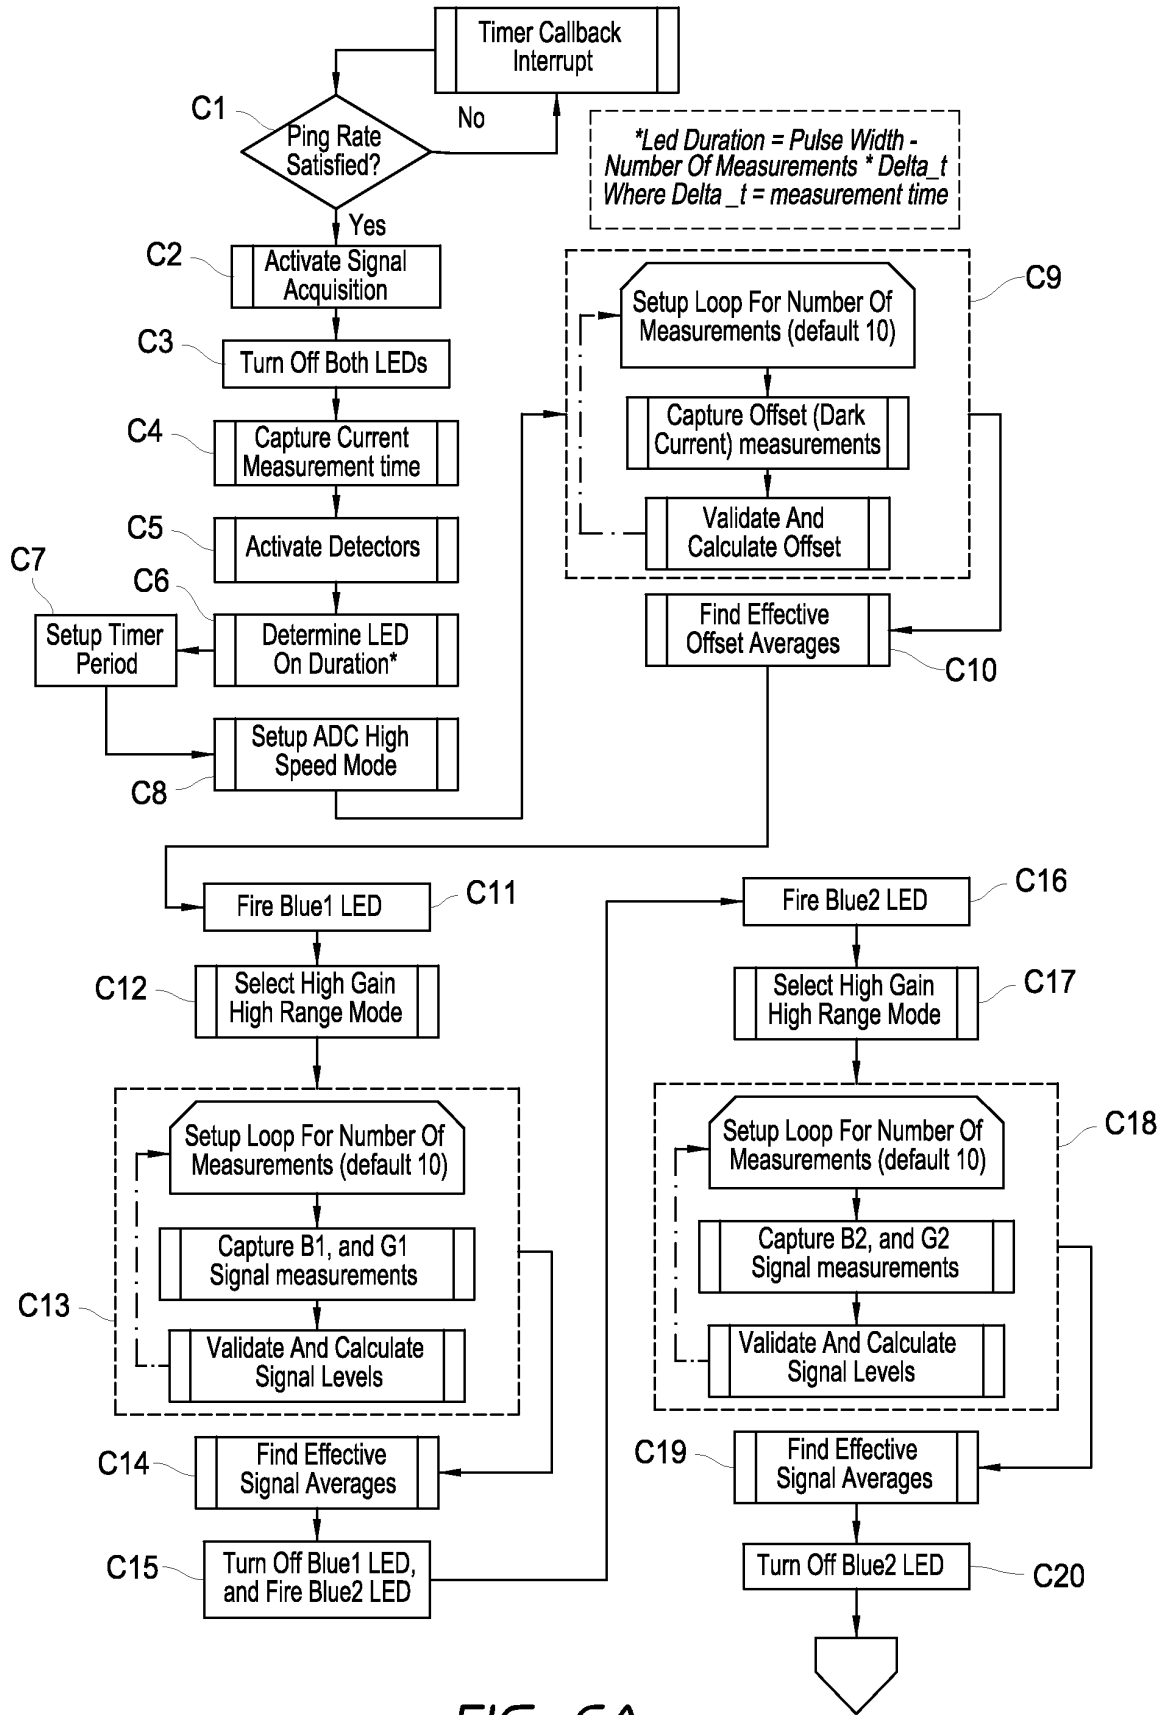 Timer Callback
Interrupt
C1
No
Ping Rate
Satisfied?
*Led Duration = Pulse Width -
Number Of Measurements * Delta_t
Where Delta _t = measurement time
Yes
C2
Activate Signal
Acquisition
C3
Turn Off Both LEDs
C4
Capture Current
Measurement time
C5
Activate Detectors
C6
Determine LED
On Duration*
C7
Setup Timer
Period
C8
Setup ADC High
Speed Mode
C9
Setup Loop For Number Of
Measurements (default 10)
Capture Offset (Dark
Current) measurements
Validate And
Calculate Offset
Find Effective
Offset Averages
C10
Fire Blue1 LED
C11
C12
Select High Gain
High Range Mode
C13
Setup Loop For Number Of
Measurements (default 10)
Capture B1, and G1
Signal measurements
Validate And Calculate
Signal Levels
C14
Find Effective
Signal Averages
C15
Turn Off Blue1 LED,
and Fire Blue2 LED
Fire Blue2 LED
C16
Select High Gain
High Range Mode
C17
C18
Setup Loop For Number Of
Measurements (default 10)
Capture B2, and G2
Signal measurements
Validate And Calculate
Signal Levels
C19
Find Effective
Signal Averages
Turn Off Blue2 LED
C20
FIG. 6A